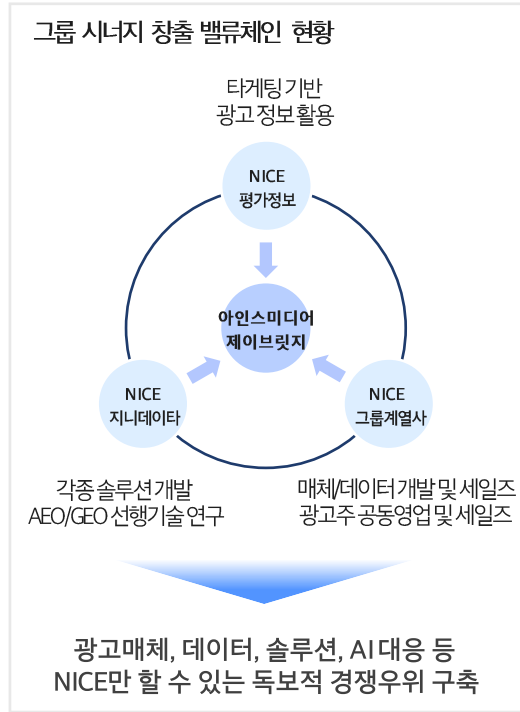 그룹 시너지 창출 밸류체인 현황
타게팅 기반
광고 정보 활용
NICE
평가정보
아인스미디어
제이브릿지
NICE
지니데이타
NICE
그룹계열사
각종 솔루션 개발
AEO/GEO 선행기술 연구
매체/데이터 개발 및 세일즈
광고주 공동영업 및 세일즈
광고매체, 데이터, 솔루션, AI 대응 등
NICE만 할 수 있는 독보적 경쟁우위 구축